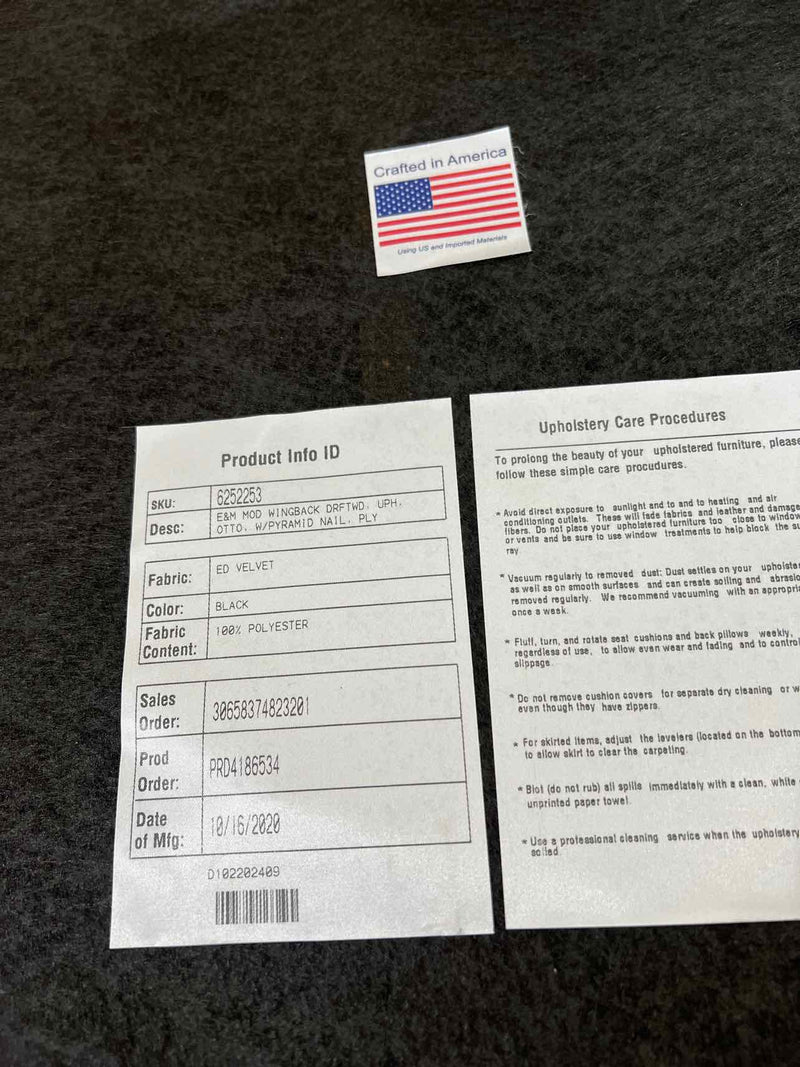 Crafted in America
Using US and Imported Materials
Product Info ID
SKU: 6252253
Desc: E&M MOD WINGBACK DRFTWD, UPH,
OTTO, W/PYRAMID NAIL, PLY
Fabric: ED VELVET
Color: BLACK
Fabric
Content: 100% POLYESTER
Sales
Order: 30658374823201
Prod
Order: PRD4186534
Date
of Mfg: 10/16/2020
D102202409
Upholstery Care Procedures
To prolong the beauty of your upholstered furniture, please
follow these simple care procudures.
* Avoid direct exposure to sunlight and to and to heating and air
conditioning outlets. These will fade fabrics and leather and damage
fibers. Do not place your upholstered furniture too close to window
or vents and be sure to use window treatments to help block the su
ray
* Vacuum regularly to removed dust: Dust settles on your upholster
as well as on smooth surfaces and can create soiling and abrasio
removed regularly. We recommend vacuuming with an appropria
once a week.
* Fluff, turn, and rotate seat cushions and back pillows weekly,
regardless of use, to allow even wear and fading and to control
slippage.
* Do not remove cushion covers for separate dry cleaning or w
even though they have zippers.
* For skirted items, adjust the levelers (located on the bottom
to allow skirt to clear the carpeting.
* Blot (do not rub) all spills immediately with a clean, white
unprinted paper towel.
* Use a professional cleaning service when the upholstery
soiled.